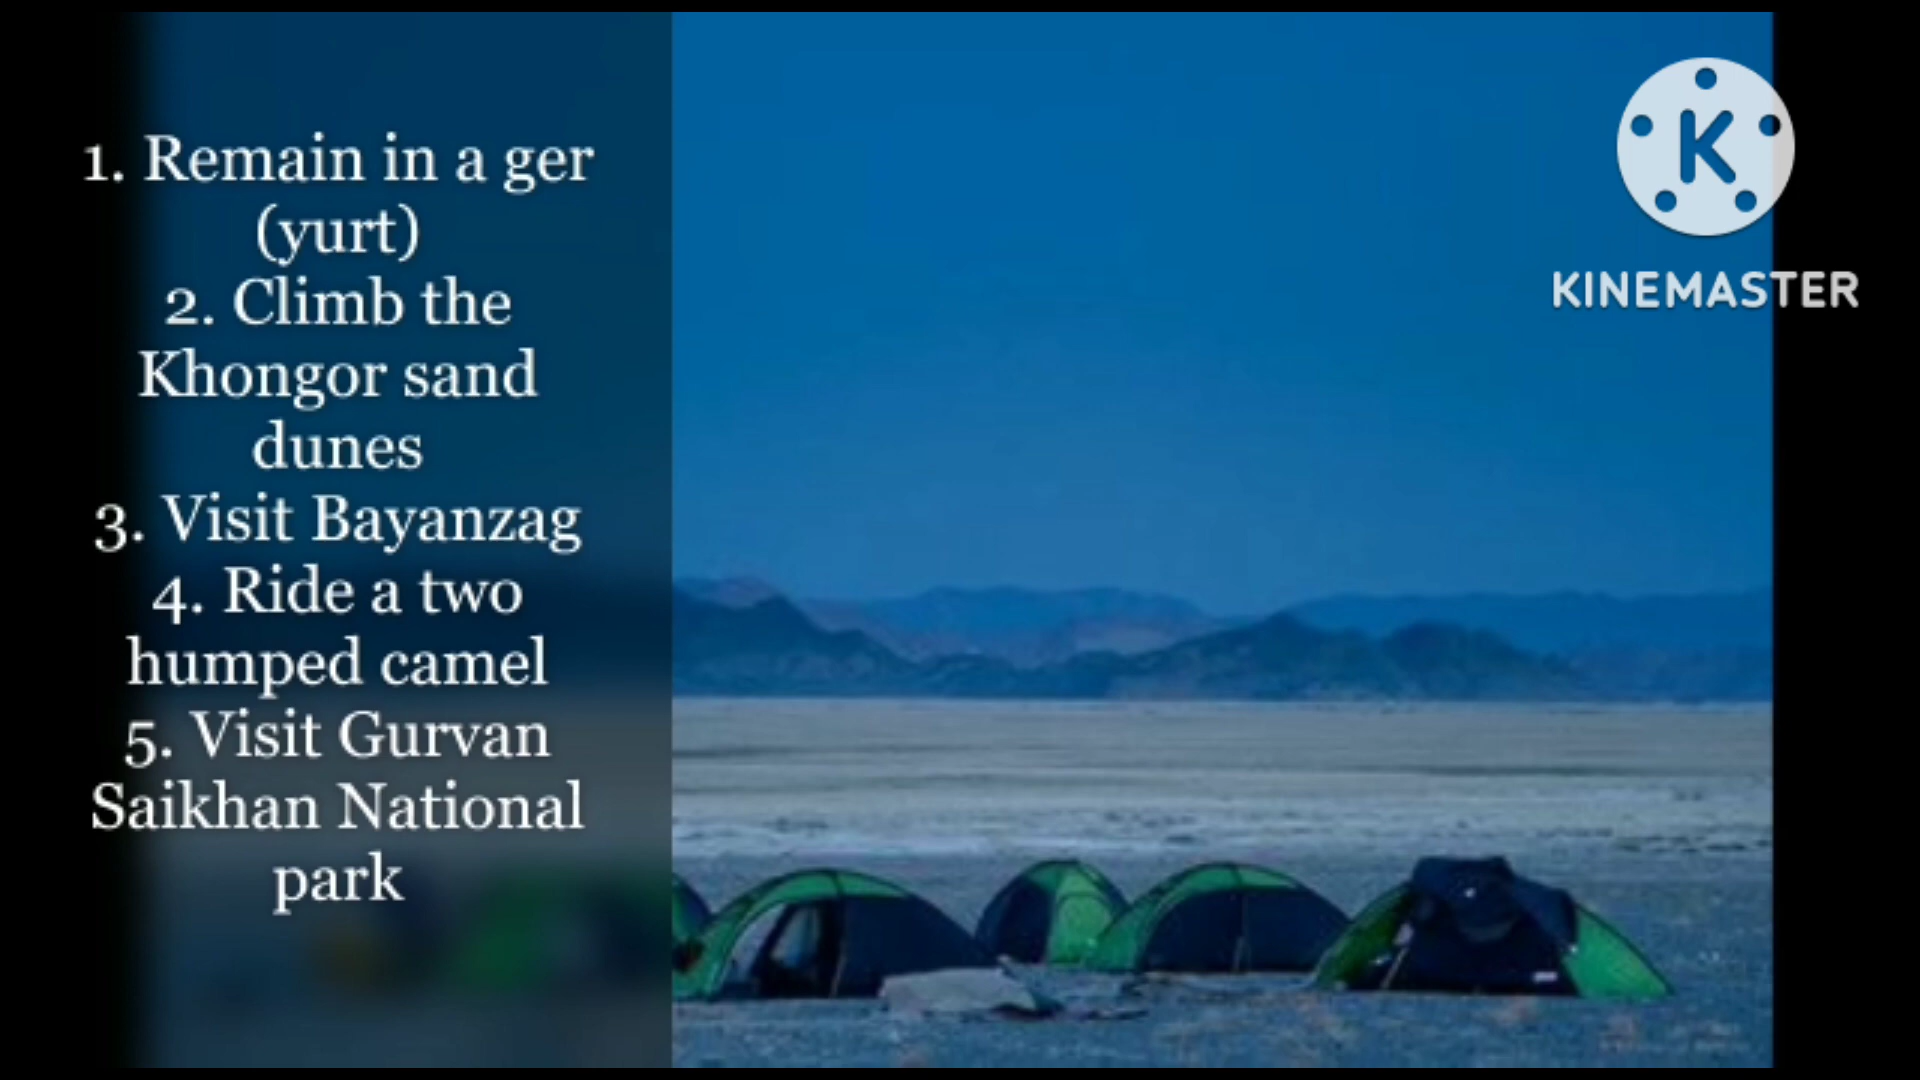 1. Remain in a ger
(yurt)
2. Climb the
Khongor sand
dunes
3. Visit Bayanzag
4. Ride a two
humped camel
5. Visit Gurvan
Saikhan National
park
K
KINEMASTER